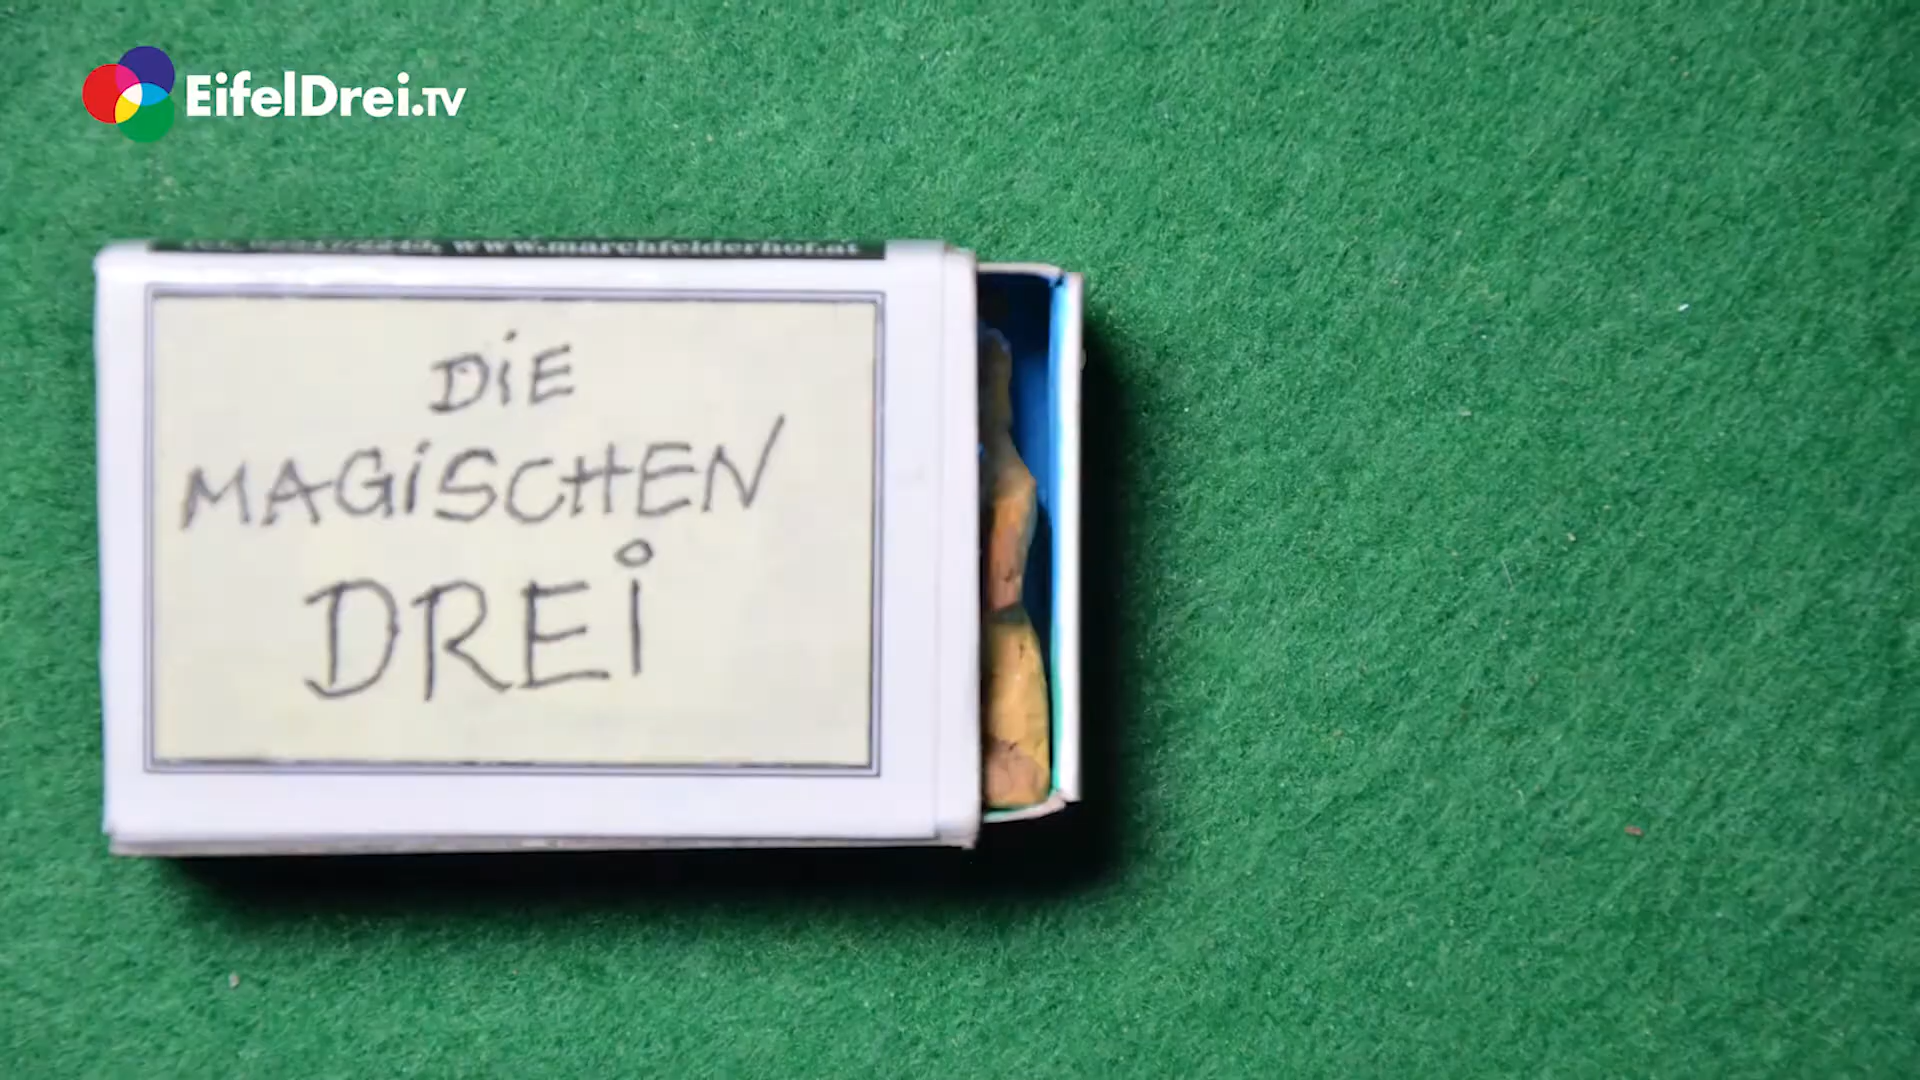 EifelDrei.TV
www.marchfelderhof.at
DiE
MAGiSCHEN
DREi